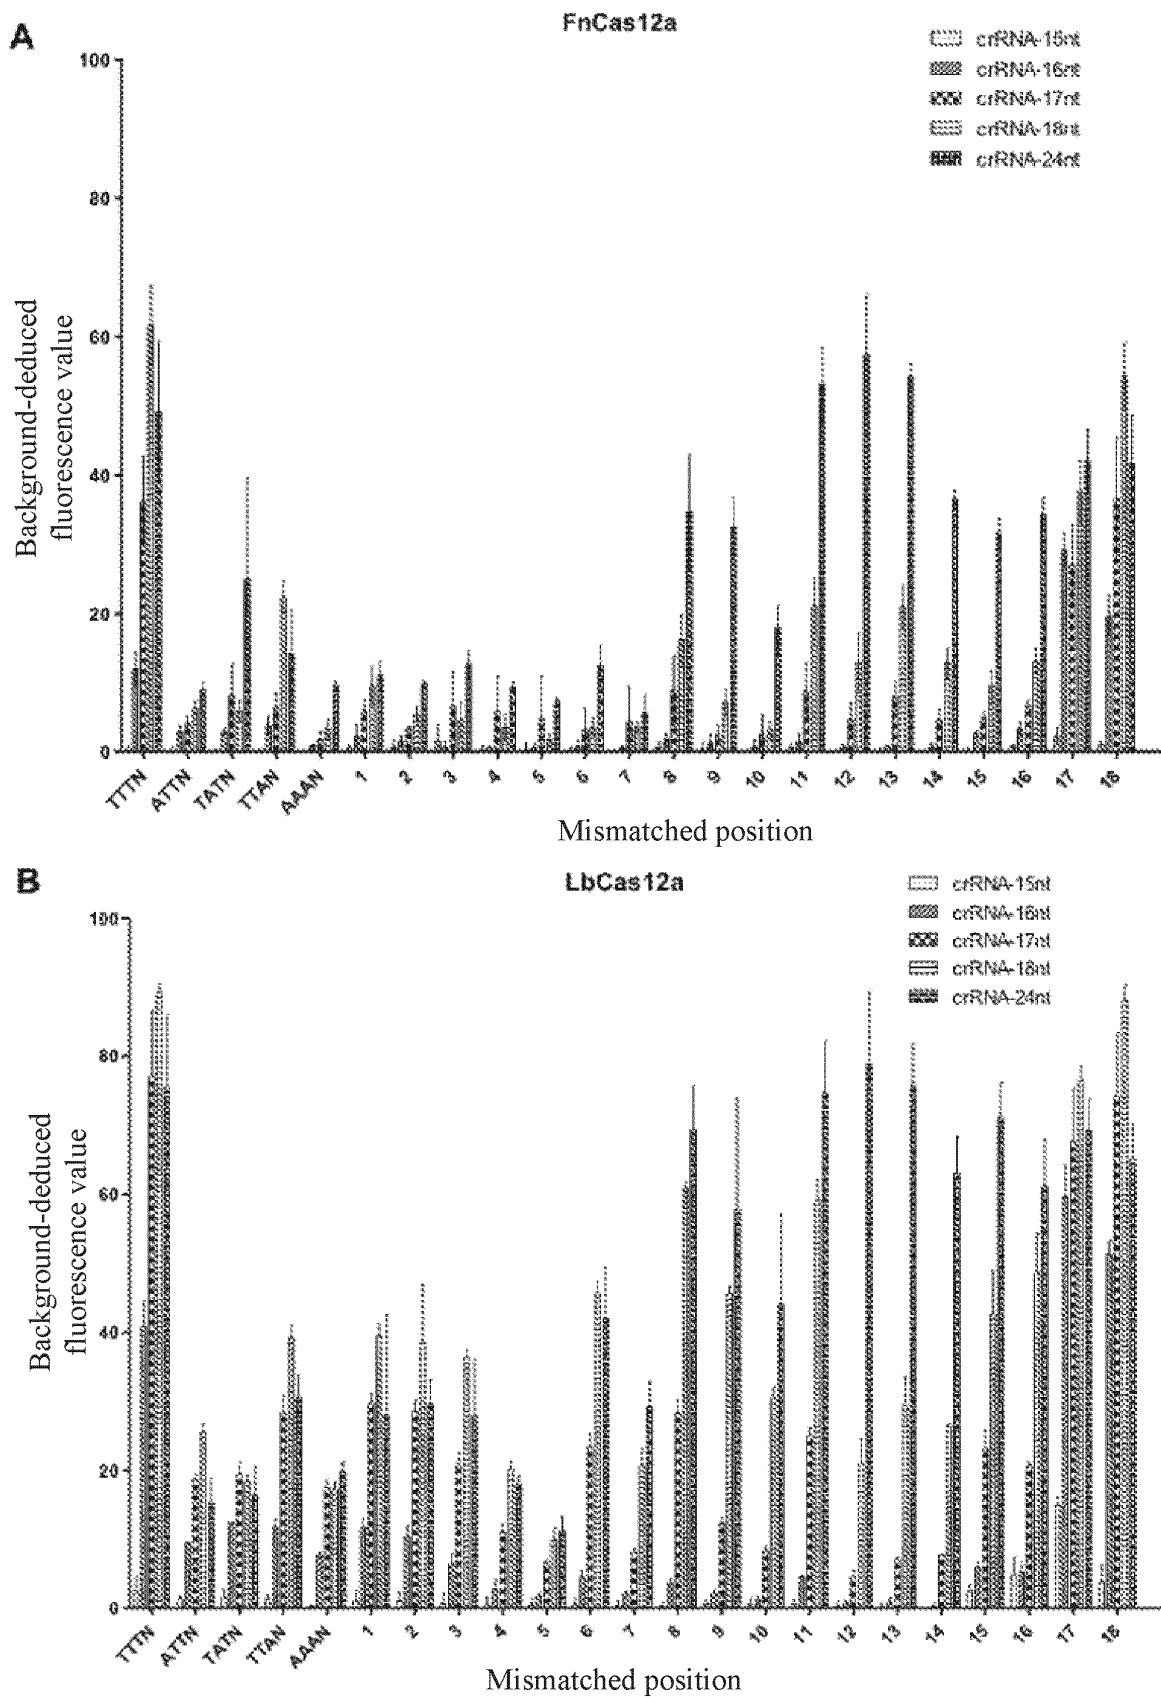 A
FnCas12a
crRNA-15nt
crRNA-16nt
crRNA-17nt
crRNA-18nt
crRNA-24nt
Background-deduced
fluorescence value
100
80
60
40
20
0
TTTN ATTN TATN TTAN AAAN 1 2 3 4 5 6 7 8 9 10 11 12 13 14 15 16 17 18
Mismatched position
B
LbCas12a
crRNA-15nt
crRNA-16nt
crRNA-17nt
crRNA-18nt
crRNA-24nt
Background-deduced
fluorescence value
100
80
60
40
20
0
TTTN ATTN TATN TTAN AAAN 1 2 3 4 5 6 7 8 9 10 11 12 13 14 15 16 17 18
Mismatched position